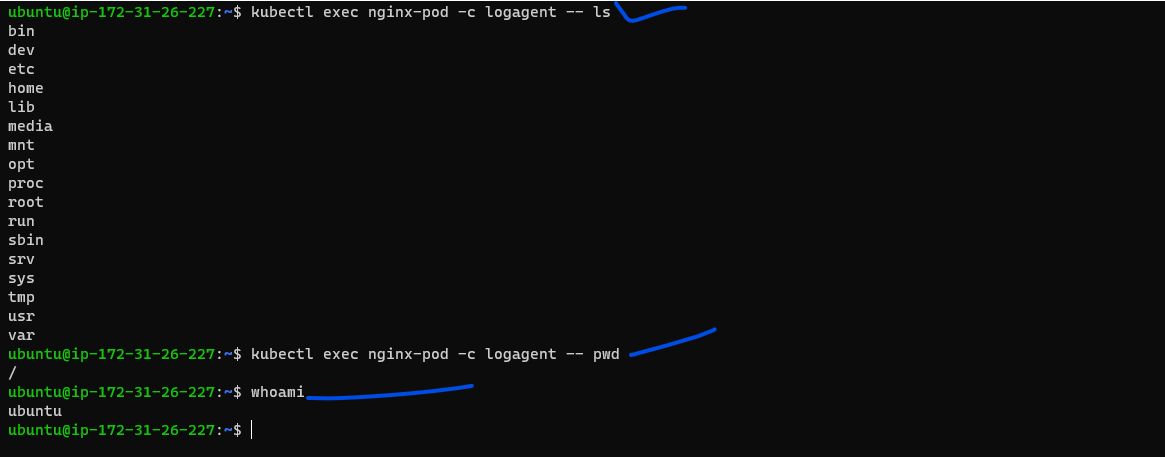 ubuntu@ip-172-31-26-227:~$ kubectl exec nginx-pod -c logagent -- ls
bin
dev
etc
home
lib
media
mnt
opt
proc
root
run
sbin
srv
sys
tmp
usr
var
ubuntu@ip-172-31-26-227:~$ kubectl exec nginx-pod -c logagent -- pwd
/
ubuntu@ip-172-31-26-227:~$ whoami
ubuntu
ubuntu@ip-172-31-26-227:~$